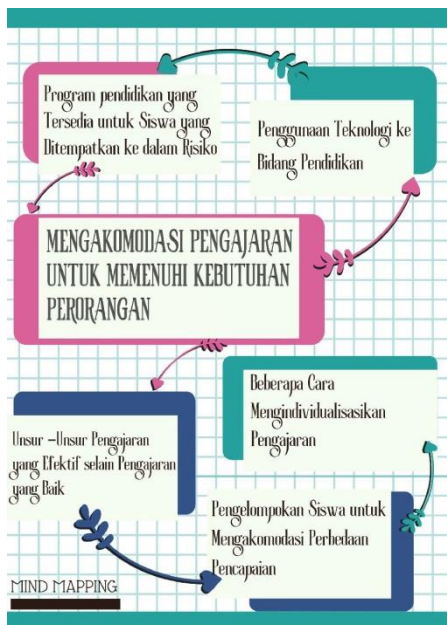 Program pendidikan yang
Tersedia untuk Siswa yang
Ditempatkan ke dalam Risiko
Penggunaan Teknologi ke
Bidang Pendidikan
MENGAKOMODASI PENGAJARAN
UNTUK MEMENUHI KEBUTUHAN
PERORANGAN
Beberapa Cara
Mengindividualisasikan
Pengajaran
Unsur –Unsur Pengajaran
yang Efektif selain Pengajaran
yang Baik
Pengelompokan Siswa untuk
Mengakomodasi Perbedaan
Pencapaian
MIND MAPPING